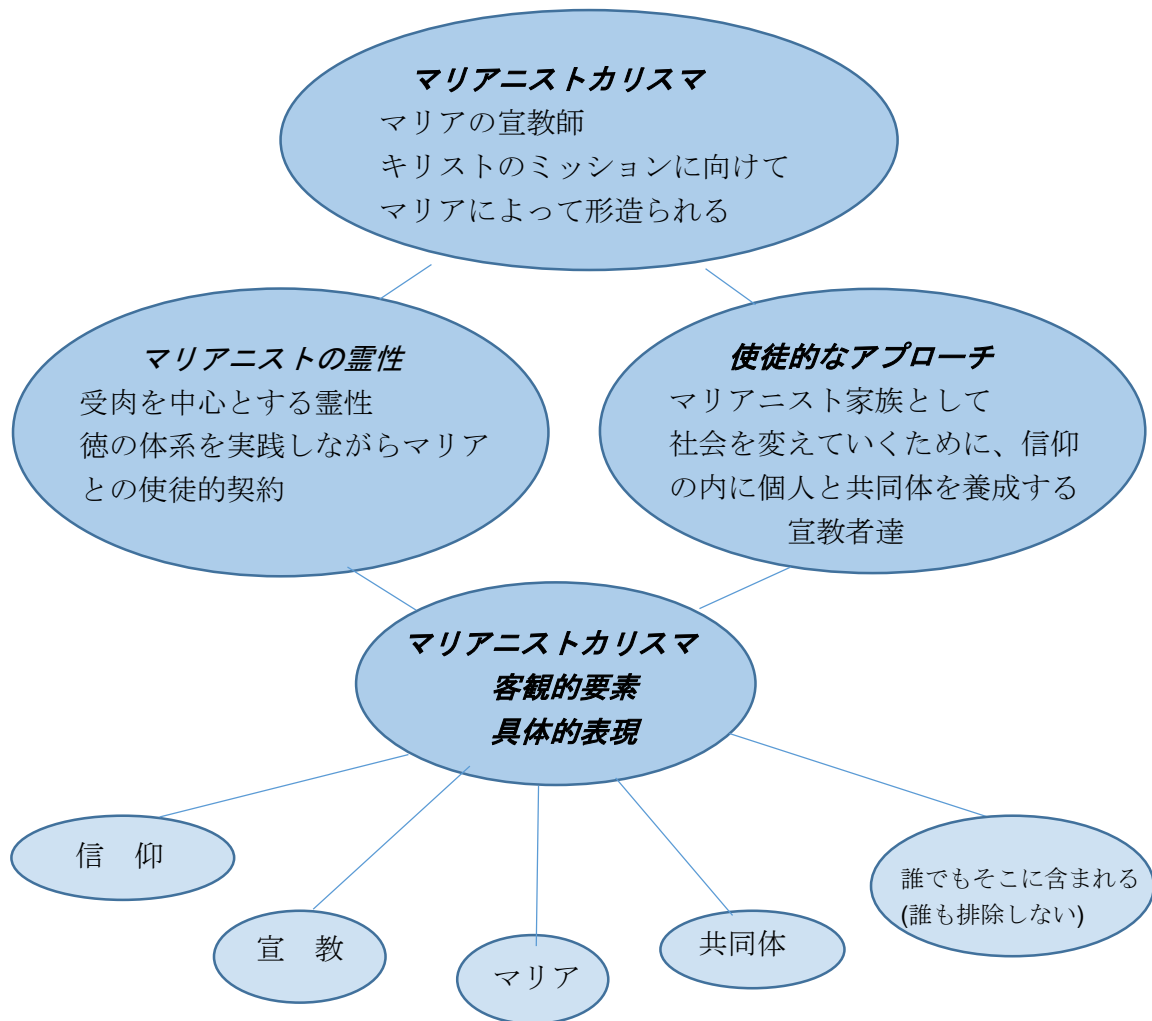 マリアニストカリスマ
マリアの宣教師
キリストのミッションに向けて
マリアによって形造られる
マリアニストの霊性
受肉を中心とする霊性
徳の体系を実践しながらマリア
との使徒的契約
使徒的なアプローチ
マリアニスト家族として
社会を変えていくために、信仰
の内に個人と共同体を養成する
宣教者達
マリアニストカリスマ
客観的要素
具体的表現
信　仰
宣　教
マリア
共同体
誰でもそこに含まれる
(誰も排除しない)